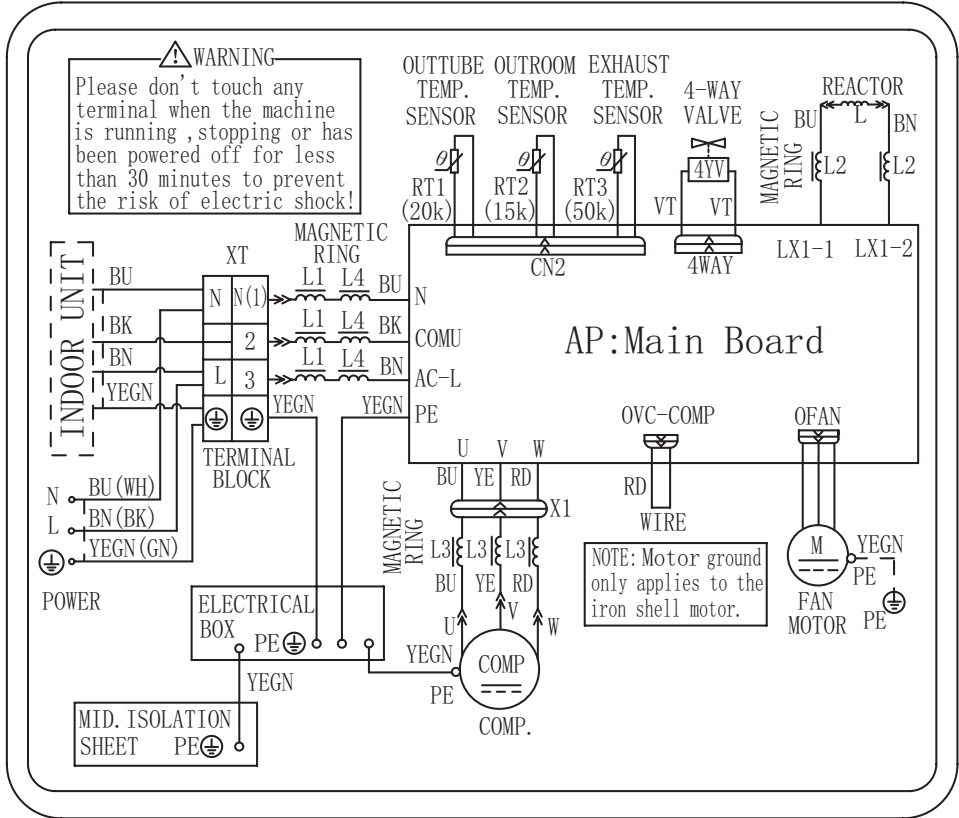 WARNING
Please don't touch any
terminal when the machine
is running ,stopping or has
been powered off for less
than 30 minutes to prevent
the risk of electric shock!
OUTTUBE OUTROOM EXHAUST
TEMP. TEMP. TEMP.
SENSOR SENSOR SENSOR
4-WAY
VALVE
REACTOR
L
BU BN
MAGNETIC
RING
L2 L2
θ θ θ
RT1 RT2 RT3
(20k) (15k) (50k)
4YV
VT VT
CN2
4WAY
LX1-1 LX1-2
AP:Main Board
INDOOR UNIT
BU
BK
BN
YEGN
XT
N N(1)
2
L 3
TERMINAL
BLOCK
MAGNETIC
RING
L1 L4 BU N
L1 L4 BK COMU
L1 L4 BN AC-L
YEGN YEGN PE
N BU(WH)
L BN(BK)
YEGN(GN)
POWER
U V W
BU YE RD
X1
MAGNETIC
RING
L3 L3 L3
BU YE RD
U V W
COMP
COMP.
YEGN
PE
OVC-COMP
RD
WIRE
OFAN
M
FAN
MOTOR
YEGN
PE
PE
NOTE: Motor ground
only applies to the
iron shell motor.
ELECTRICAL
BOX PE
YEGN
MID. ISOLATION
SHEET PE